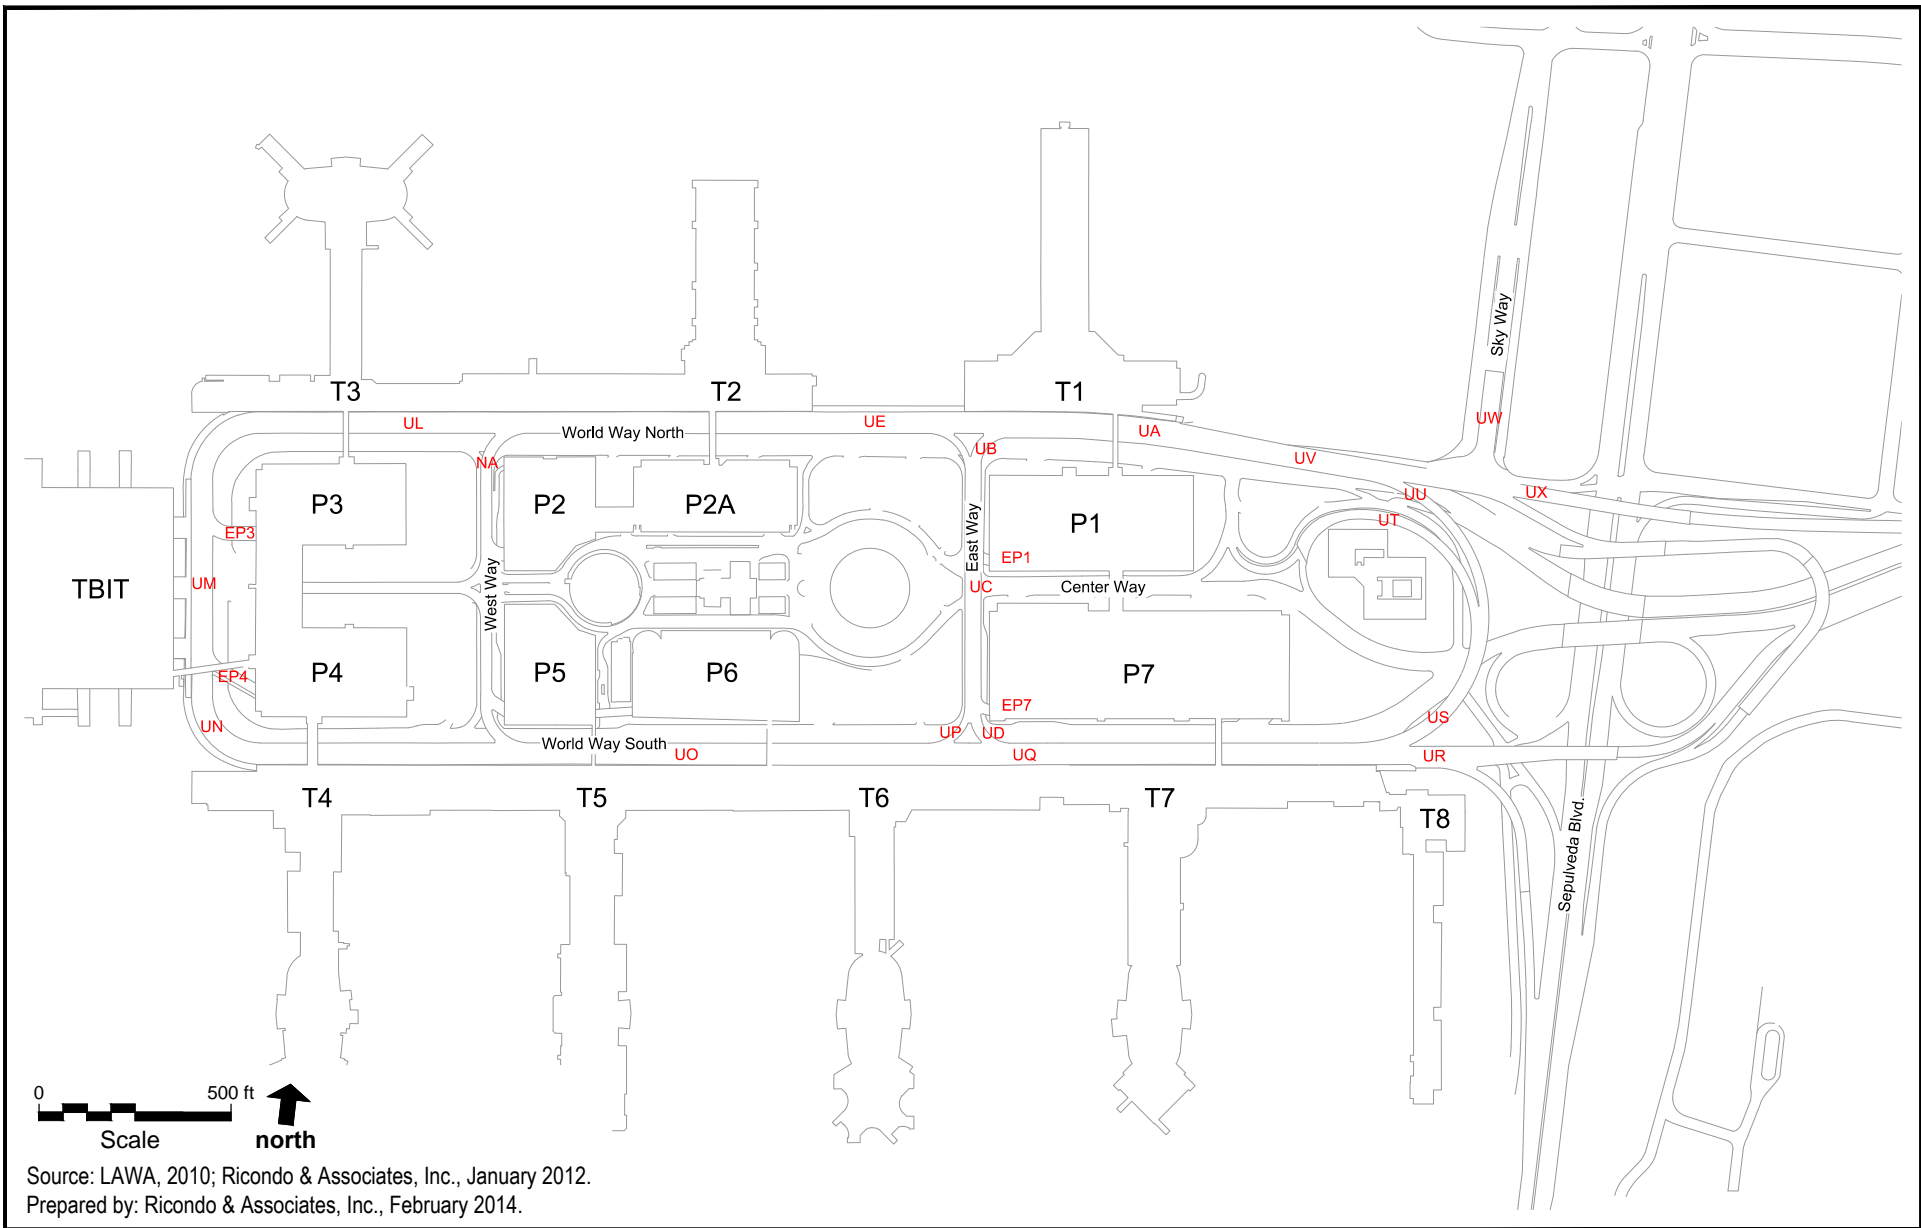 Sky Way
T3
T2
T1
UL
UE
UW
World Way North
UA
UB
UV
NA
P3
P2
P2A
P1
UU
UX
UT
EP3
East Way
EP1
TBIT
UM
West Way
UC
Center Way
P4
P5
P6
P7
EP4
EP7
US
UN
UP
UD
World Way South
UO
UQ
UR
T4
T5
T6
T7
T8
Sepulveda Blvd.
0 500 ft
Scale
north
Source: LAWA, 2010; Ricondo & Associates, Inc., January 2012.
Prepared by: Ricondo & Associates, Inc., February 2014.